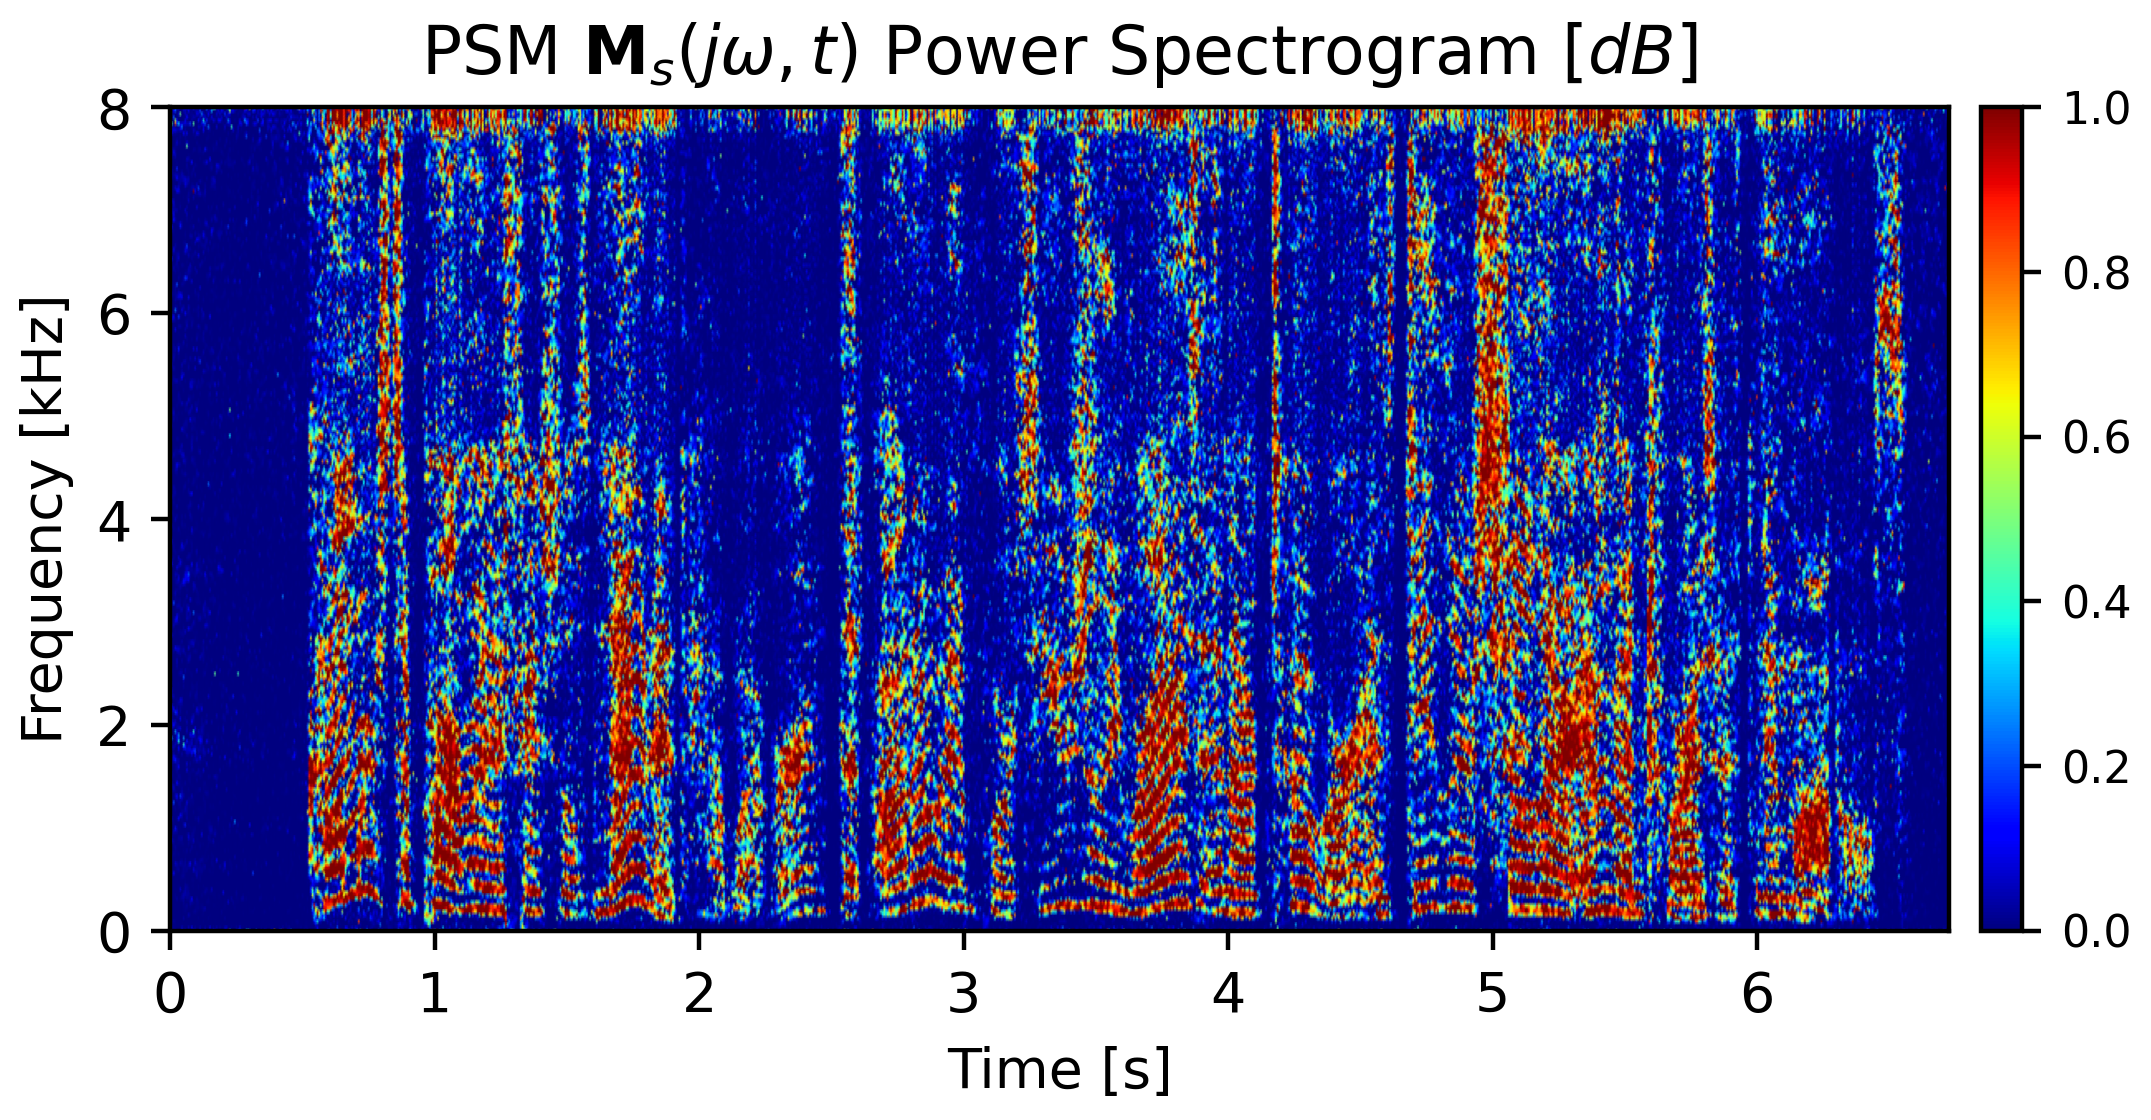 PSM 𝐌ₛ(jω, t) Power Spectrogram [dB]
Frequency [kHz]
8
6
4
2
0
0 1 2 3 4 5 6
Time [s]
1.0
0.8
0.6
0.4
0.2
0.0